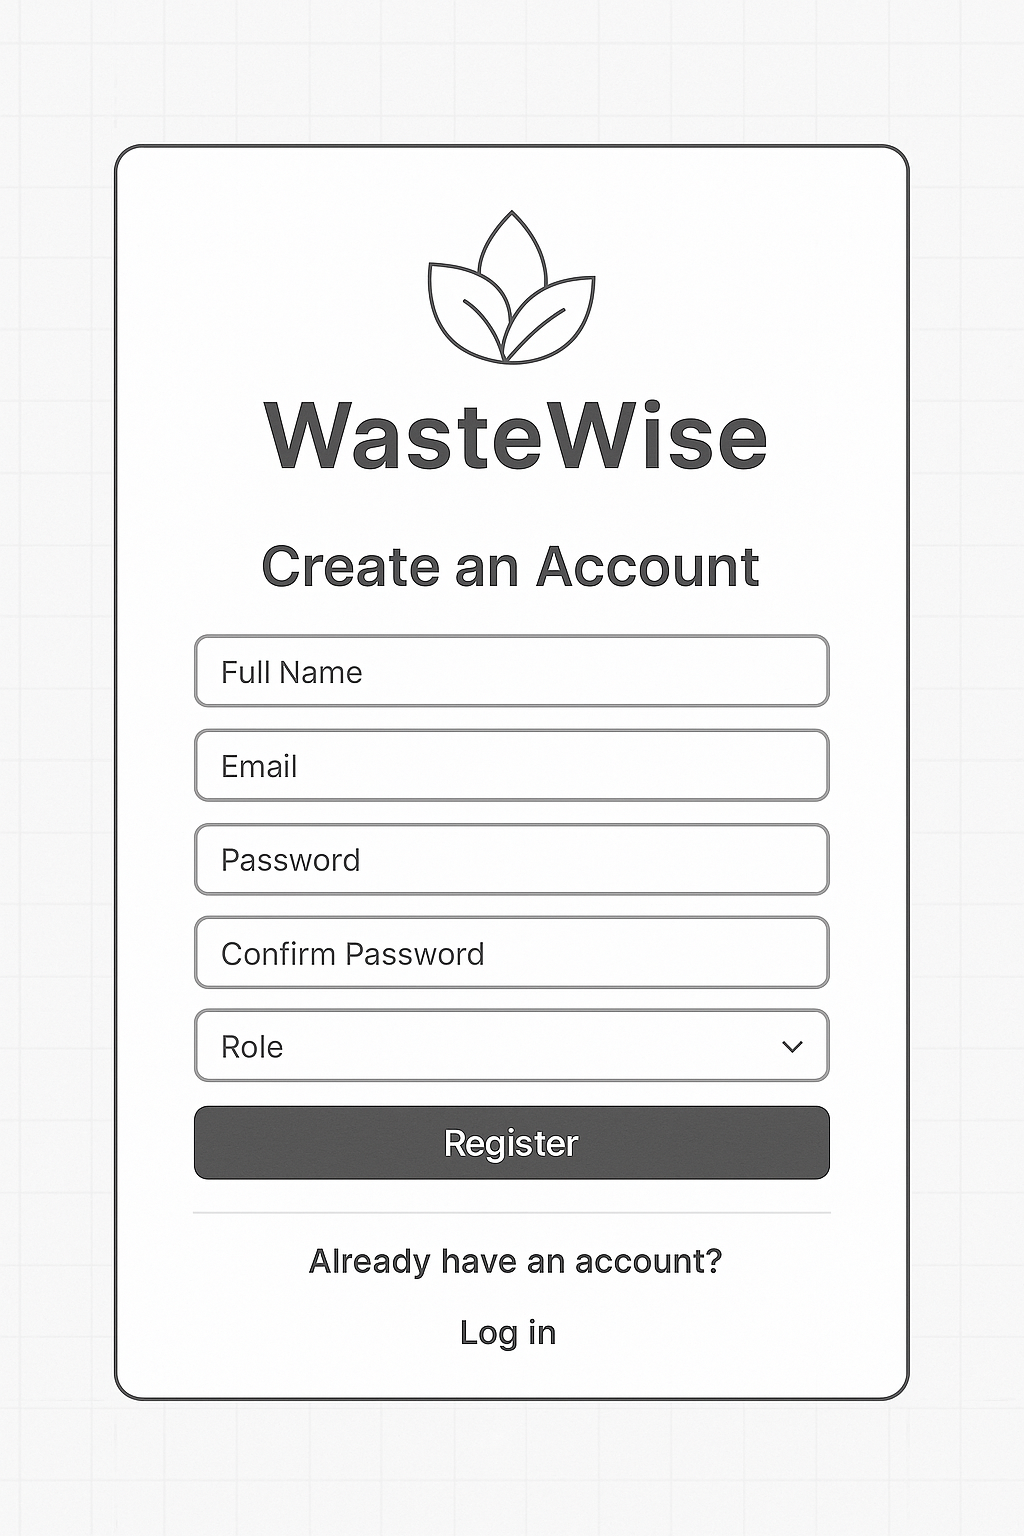 WasteWise
Create an Account
Full Name
Email
Password
Confirm Password
Role
Register
Already have an account?
Log in